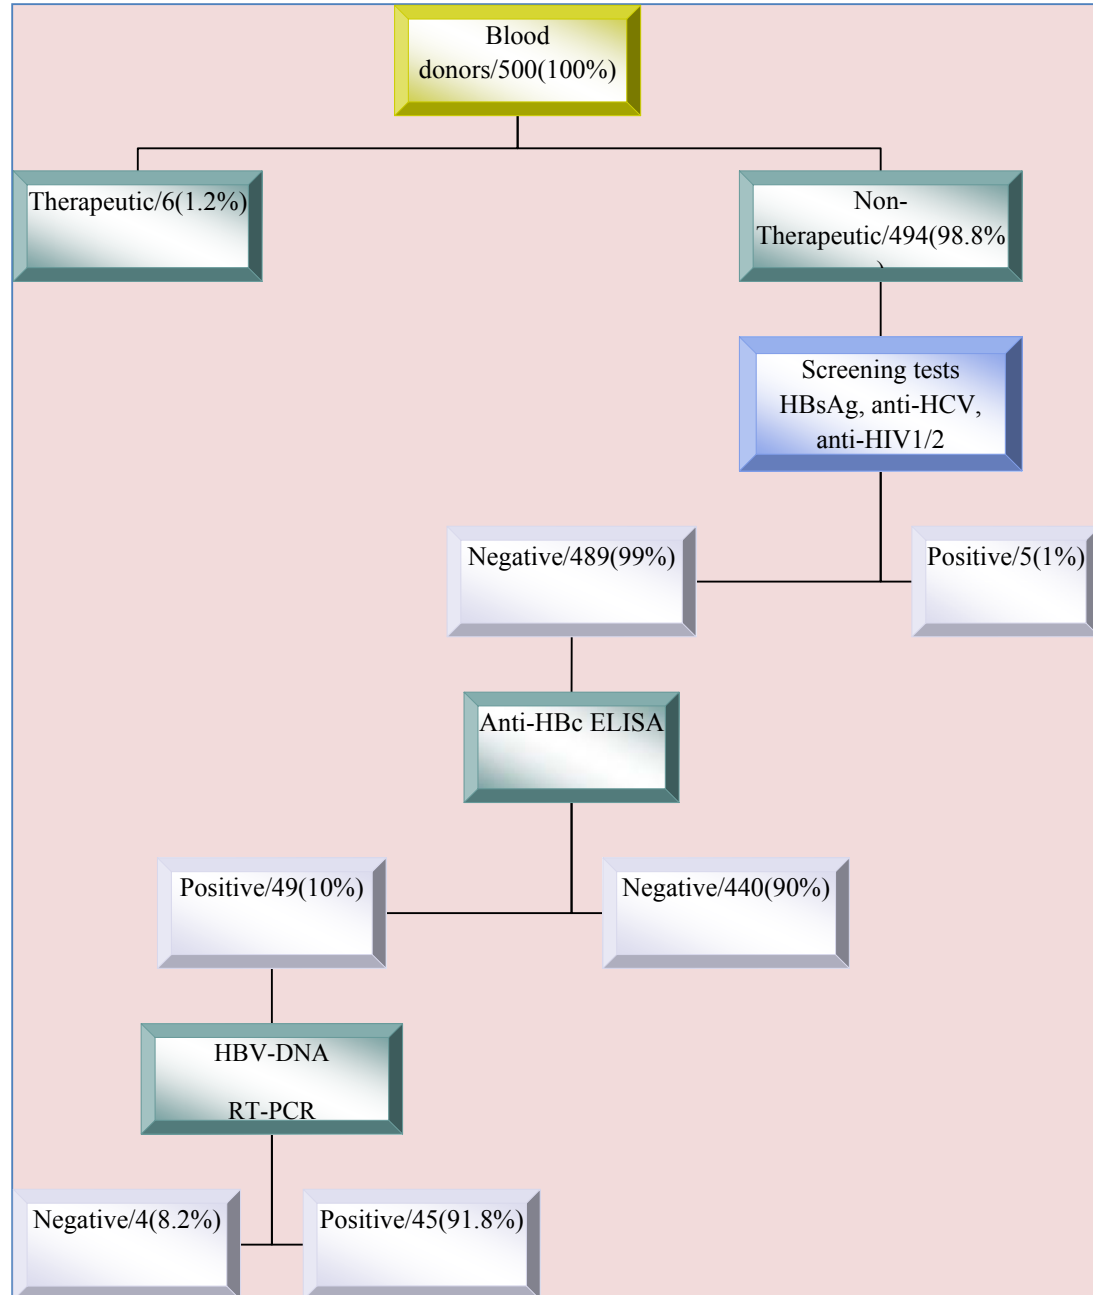 Blood
donors/500(100%)
Therapeutic/6(1.2%)
Non-
Therapeutic/494(98.8%
)
Screening tests
HBsAg, anti-HCV,
anti-HIV1/2
Negative/489(99%)
Positive/5(1%)
Anti-HBc ELISA
Positive/49(10%)
Negative/440(90%)
HBV-DNA
RT-PCR
Negative/4(8.2%)
Positive/45(91.8%)